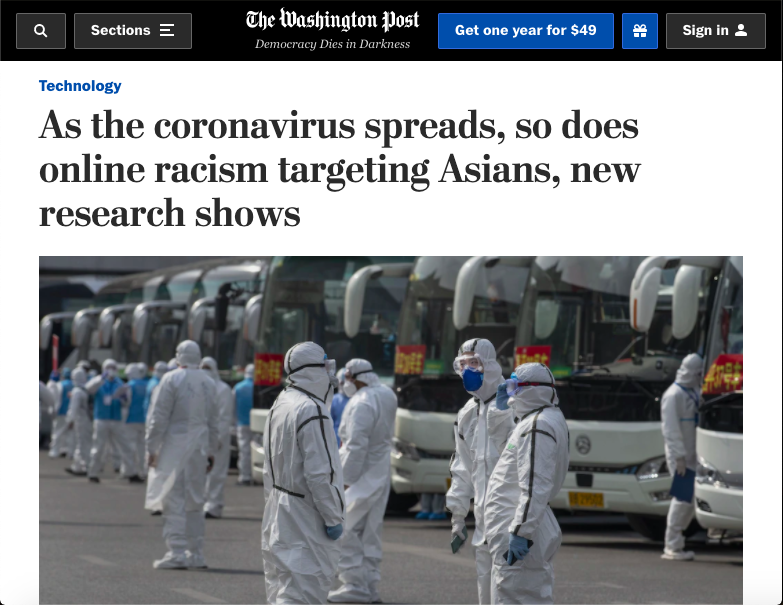 Sections
The Washington Post
Democracy Dies in Darkness
Get one year for $49
Sign in
Technology
As the coronavirus spreads, so does
online racism targeting Asians, new
research shows